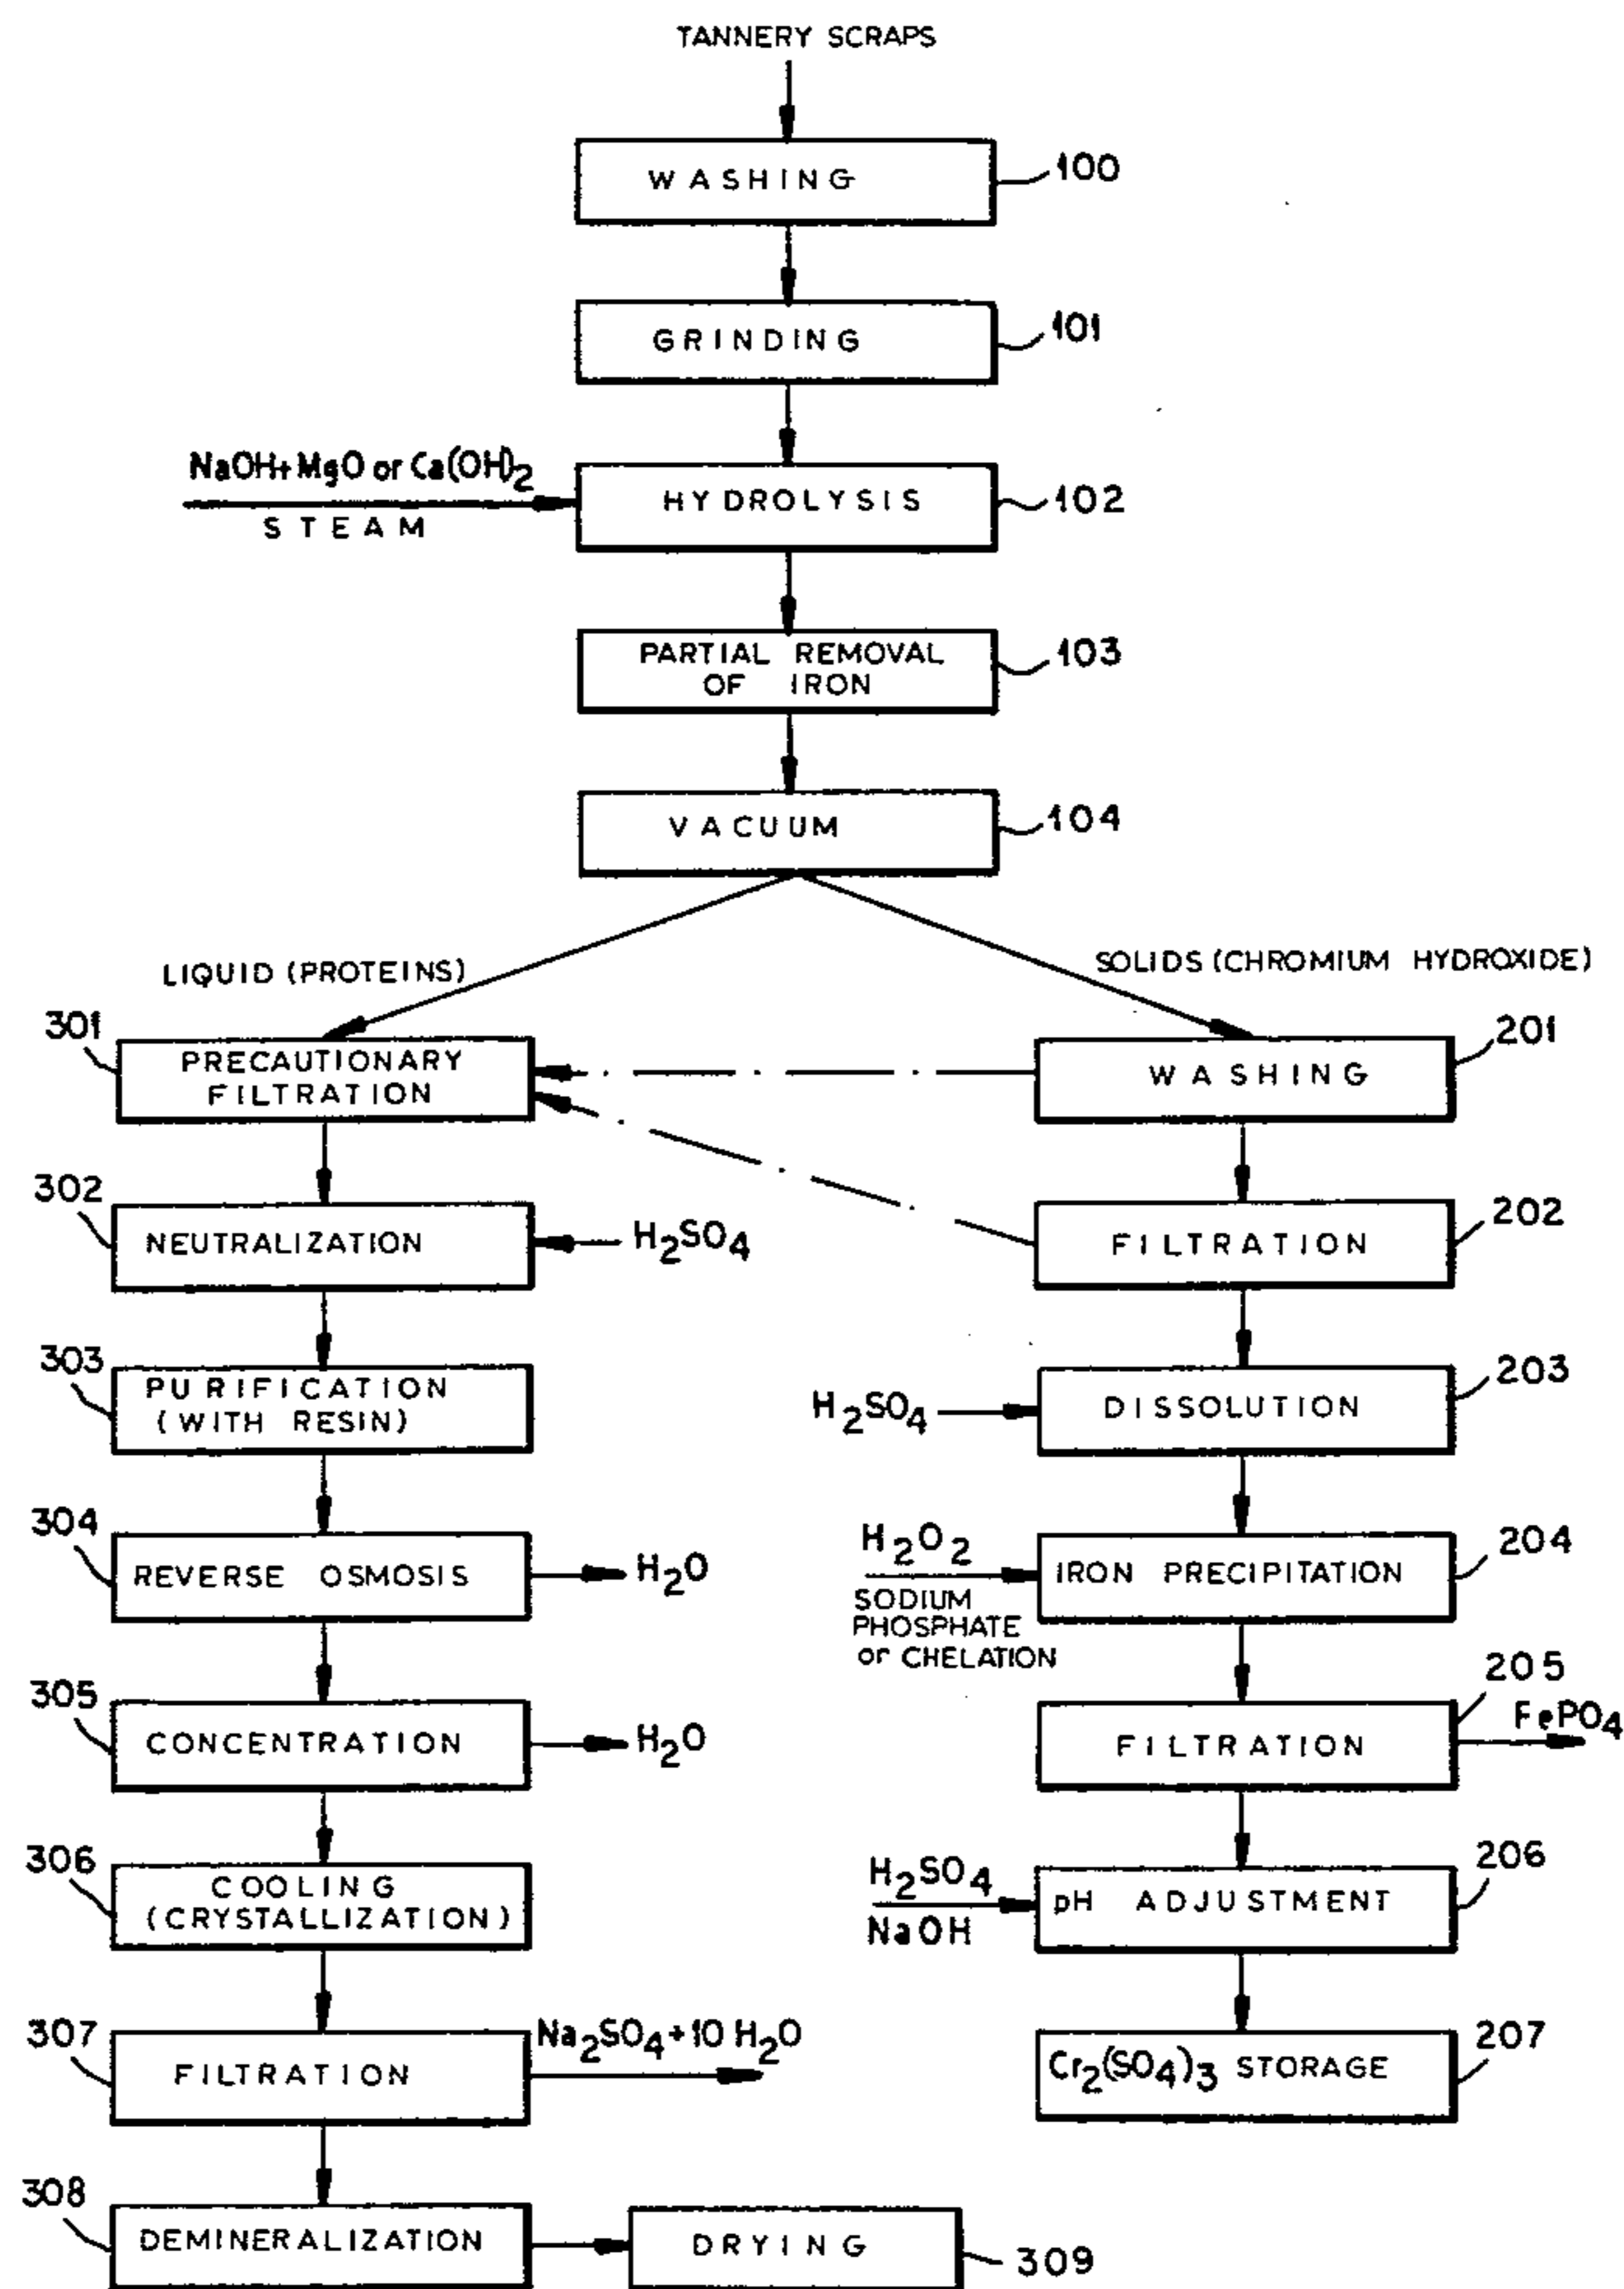 TANNERY SCRAPS
WASHING
100
GRINDING
101
NaOH+MgO or Ca(OH)2
STEAM
HYDROLYSIS
102
PARTIAL REMOVAL
OF IRON
103
VACUUM
104
LIQUID (PROTEINS)
SOLIDS (CHROMIUM HYDROXIDE)
301
PRECAUTIONARY
FILTRATION
WASHING
201
302
NEUTRALIZATION
H2SO4
FILTRATION
202
303
PURIFICATION
(WITH RESIN)
H2SO4
DISSOLUTION
203
304
REVERSE OSMOSIS
H2O
H2O2
SODIUM
PHOSPHATE
or CHELATION
IRON PRECIPITATION
204
305
CONCENTRATION
H2O
FILTRATION
205
FePO4
306
COOLING
(CRYSTALLIZATION)
H2SO4
NaOH
pH ADJUSTMENT
206
307
FILTRATION
Na2SO4+10 H2O
Cr2(SO4)3 STORAGE
207
308
DEMINERALIZATION
DRYING
309